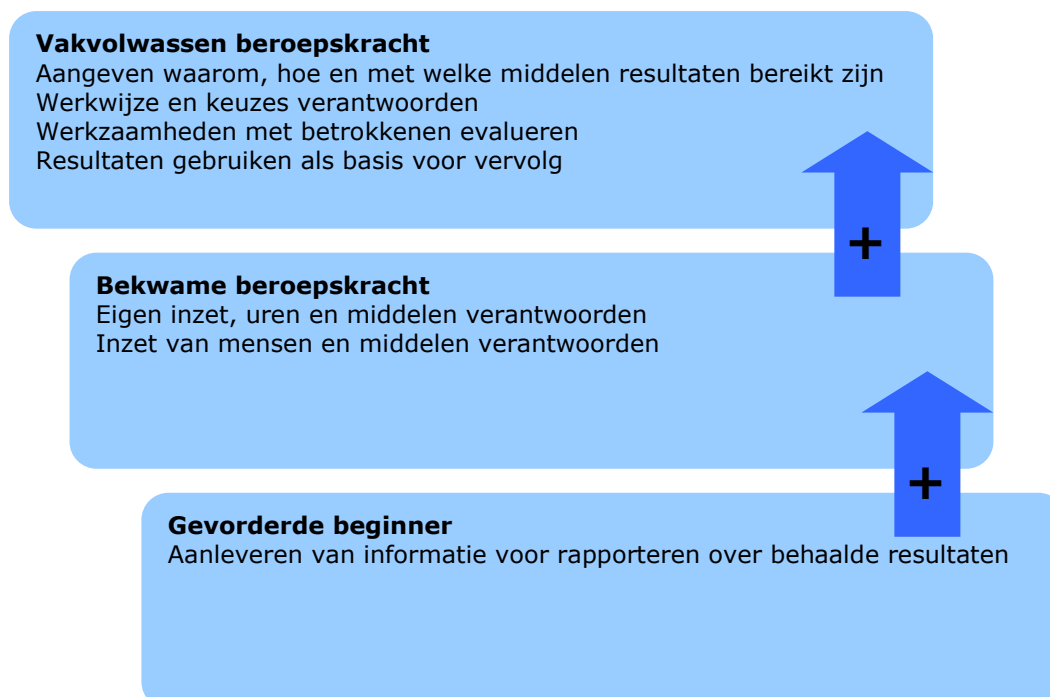 Vakvolwassen beroepskracht
Aangeven waarom, hoe en met welke middelen resultaten bereikt zijn
Werkwijze en keuzes verantwoorden
Werkzaamheden met betrokkenen evalueren
Resultaten gebruiken als basis voor vervolg
+
Bekwame beroepskracht
Eigen inzet, uren en middelen verantwoorden
Inzet van mensen en middelen verantwoorden
+
Gevorderde beginner
Aanleveren van informatie voor rapporteren over behaalde resultaten